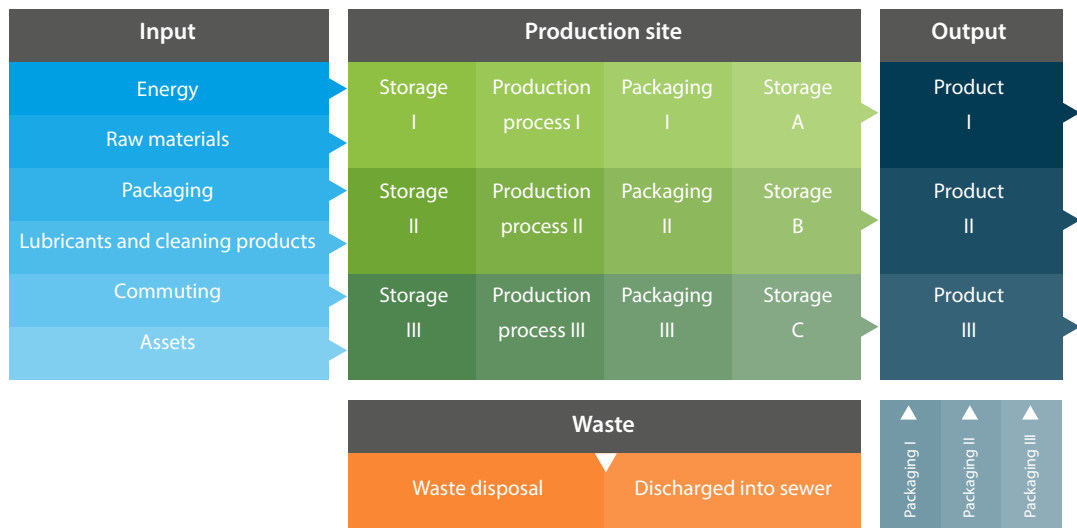 Input
Energy
Raw materials
Packaging
Lubricants and cleaning products
Commuting
Assets
Production site
Storage
I
Production
process I
Packaging
I
Storage
A
Storage
II
Production
process II
Packaging
II
Storage
B
Storage
III
Production
process III
Packaging
III
Storage
C
Output
Product
I
Product
II
Product
III
Waste
Waste disposal
Discharged into sewer
Packaging I
Packaging II
Packaging III